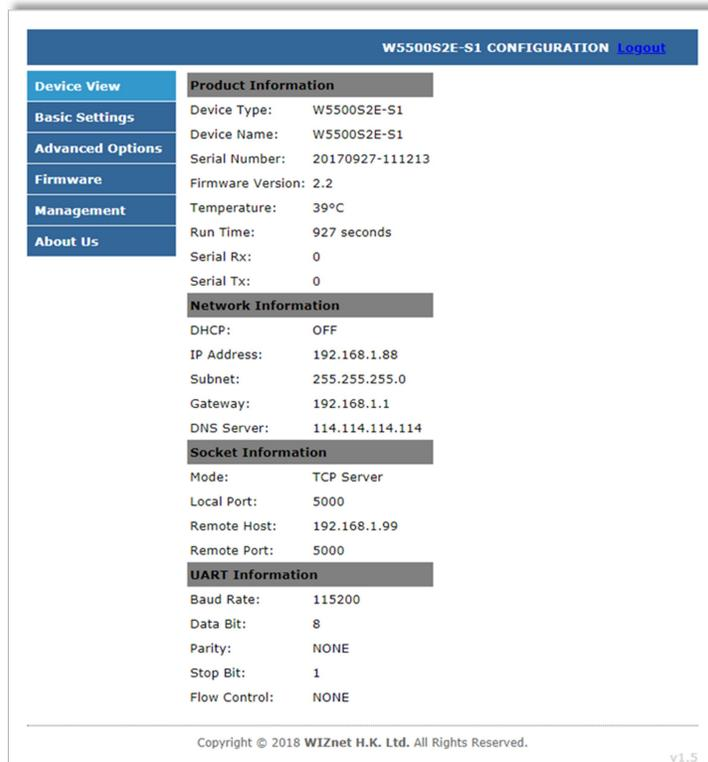 W5500S2E-S1 CONFIGURATION Logout
Device View
Basic Settings
Advanced Options
Firmware
Management
About Us
Product Information
Device Type: W5500S2E-S1
Device Name: W5500S2E-S1
Serial Number: 20170927-111213
Firmware Version: 2.2
Temperature: 39°C
Run Time: 927 seconds
Serial Rx: 0
Serial Tx: 0
Network Information
DHCP: OFF
IP Address: 192.168.1.88
Subnet: 255.255.255.0
Gateway: 192.168.1.1
DNS Server: 114.114.114.114
Socket Information
Mode: TCP Server
Local Port: 5000
Remote Host: 192.168.1.99
Remote Port: 5000
UART Information
Baud Rate: 115200
Data Bit: 8
Parity: NONE
Stop Bit: 1
Flow Control: NONE
Copyright © 2018 WIZnet H.K. Ltd. All Rights Reserved.
v1.5